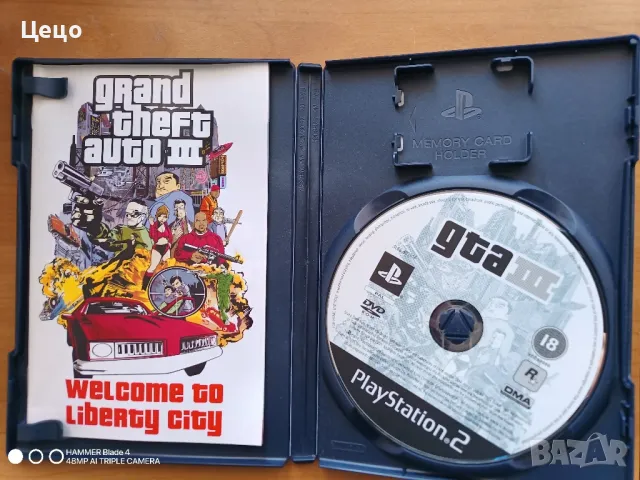 Цецо
grand
theft
auto III
WELCOME TO
LIBERTY CITY
MEMORY CARD
HOLDER
gta III
PAL
DVD
18
R
DMA
PlayStation.2
HAMMER Blade 4
48MP AI TRIPLE CAMERA
BAZAR